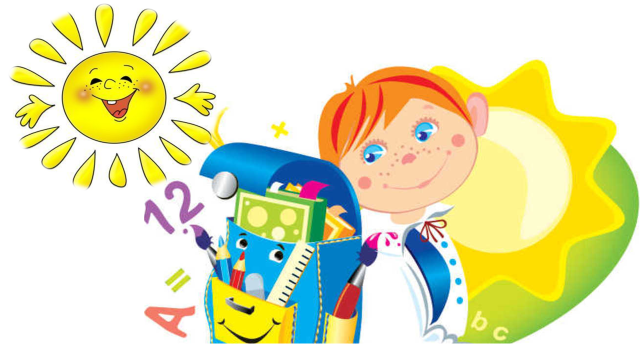 +
12
=
A
bc